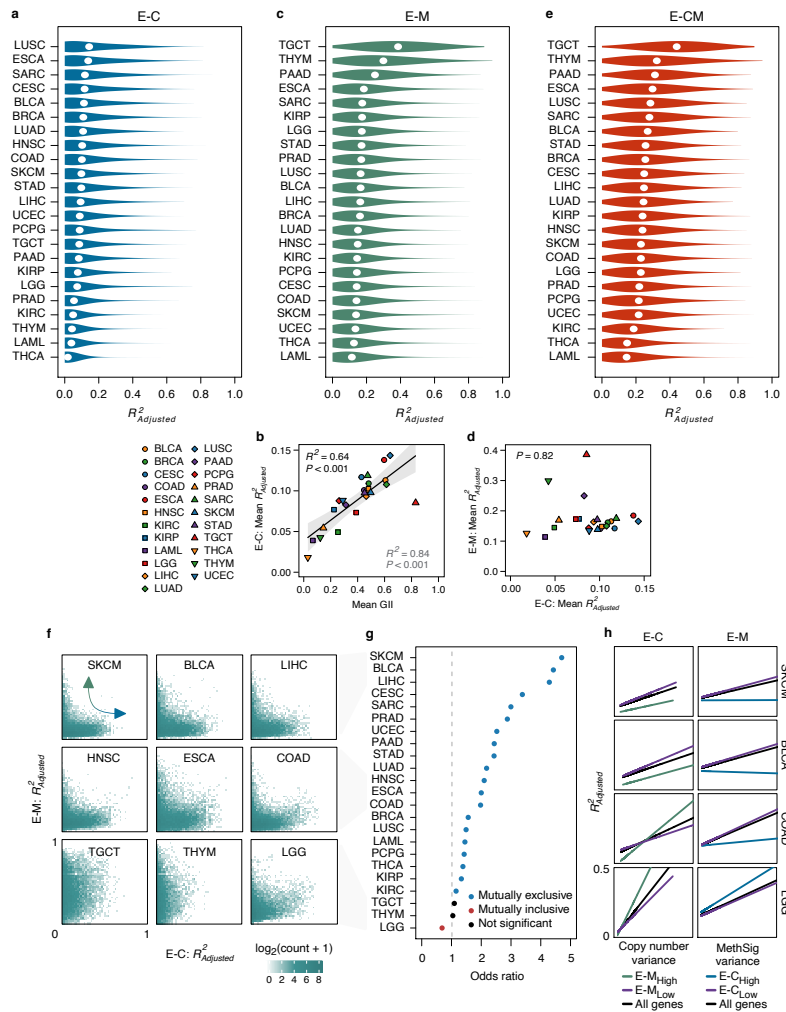 a
E-C
LUSC
ESCA
SARC
CESC
BLCA
BRCA
LUAD
HNSC
COAD
SKCM
STAD
LIHC
UCEC
PCPG
TGCT
PAAD
KIRP
LGG
PRAD
KIRC
THYM
LAML
THCA
0.0 0.2 0.4 0.6 0.8 1.0
R²Adjusted
c
E-M
TGCT
THYM
PAAD
ESCA
SARC
KIRP
LGG
STAD
PRAD
LUSC
BLCA
LIHC
BRCA
LUAD
HNSC
KIRC
PCPG
CESC
COAD
SKCM
UCEC
THCA
LAML
0.0 0.2 0.4 0.6 0.8 1.0
R²Adjusted
e
E-CM
TGCT
THYM
PAAD
ESCA
LUSC
SARC
BLCA
STAD
BRCA
CESC
LIHC
LUAD
KIRP
HNSC
SKCM
COAD
LGG
PRAD
PCPG
UCEC
KIRC
THCA
LAML
0.0 0.2 0.4 0.6 0.8 1.0
R²Adjusted
BLCA
BRCA
CESC
COAD
ESCA
HNSC
KIRC
KIRP
LAML
LGG
LIHC
LUAD
LUSC
PAAD
PCPG
PRAD
SARC
SKCM
STAD
TGCT
THCA
THYM
UCEC
b
E-C: Mean R²Adjusted
0.15
0.10
0.05
0.00
R² = 0.64
P < 0.001
R² = 0.84
P < 0.001
0.0 0.2 0.4 0.6 0.8 1.0
Mean GII
d
E-M: Mean R²Adjusted
0.4
0.3
0.2
0.1
0.0
P = 0.82
0.00 0.05 0.10 0.15
E-C: Mean R²Adjusted
f
SKCM
BLCA
LIHC
HNSC
ESCA
COAD
TGCT
THYM
LGG
E-M: R²Adjusted
1
0
1
E-C: R²Adjusted
log₂(count + 1)
0 2 4 6 8
g
SKCM
BLCA
LIHC
CESC
SARC
PRAD
UCEC
PAAD
STAD
LUAD
HNSC
ESCA
COAD
BRCA
LUSC
LAML
PCPG
THCA
KIRP
KIRC
TGCT
THYM
LGG
Mutually exclusive
Mutually inclusive
Not significant
0 1 2 3 4 5
Odds ratio
h
E-C
E-M
SKCM
BLCA
COAD
LGG
R²Adjusted
0.5
0
Copy number
variance
E-MHigh
E-MLow
All genes
MethSig
variance
E-CHigh
E-CLow
All genes